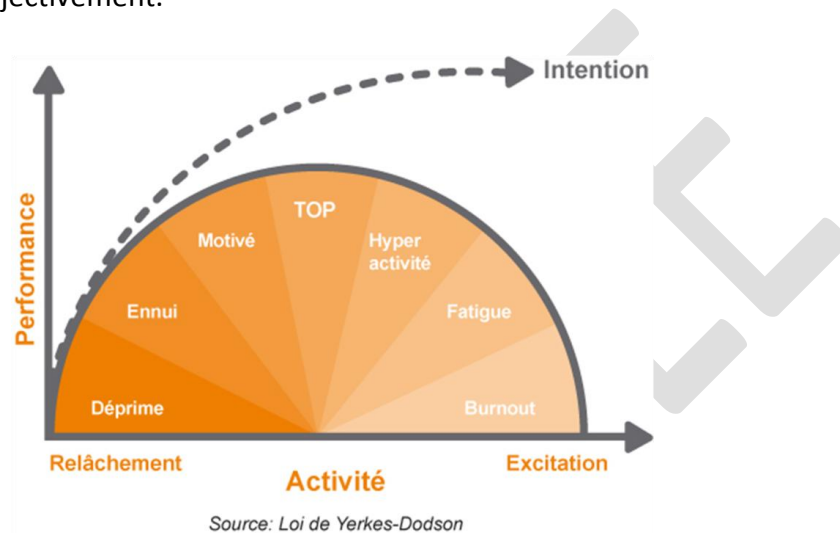 jectivement.
Intention
Performance
TOP
Motivé
Hyper
activité
Ennui
Fatigue
Déprime
Burnout
Relâchement
Excitation
Activité
Source: Loi de Yerkes-Dodson